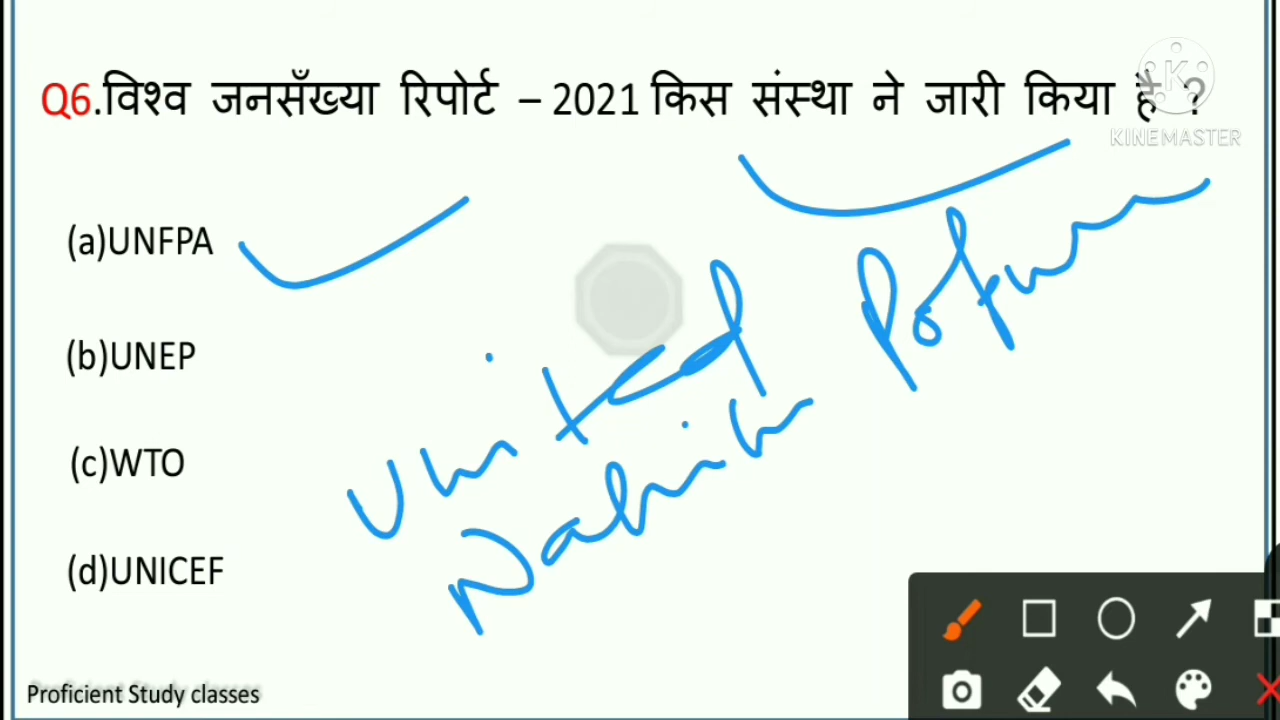 Q6.विश्व जनसँख्या रिपोर्ट – 2021 किस संस्था ने जारी किया है ?
KINEMASTER
(a)UNFPA
(b)UNEP
(c)WTO
(d)UNICEF
United
Nation
Proficient Study classes